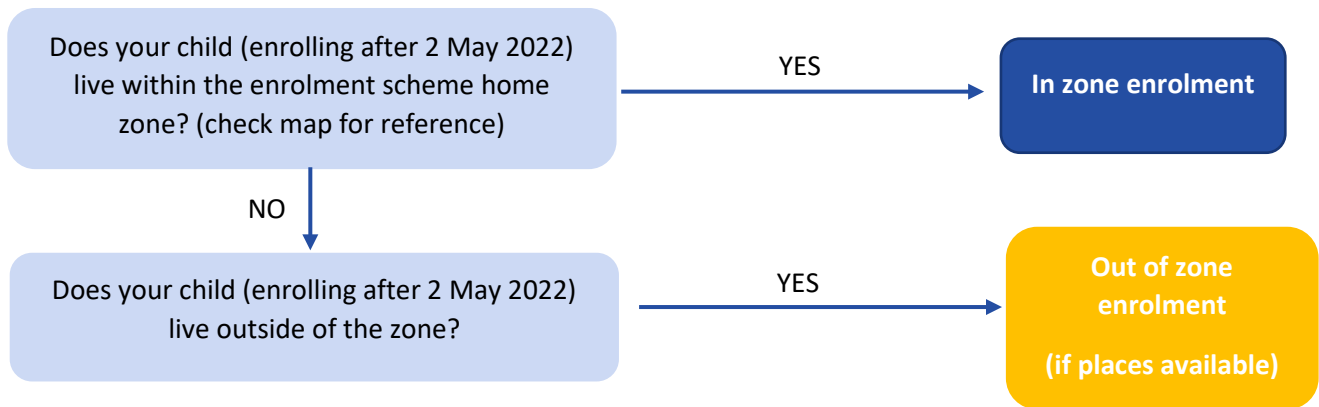 Does your child (enrolling after 2 May 2022)
live within the enrolment scheme home
zone? (check map for reference)
YES
In zone enrolment
NO
Does your child (enrolling after 2 May 2022)
live outside of the zone?
YES
Out of zone
enrolment
(if places available)